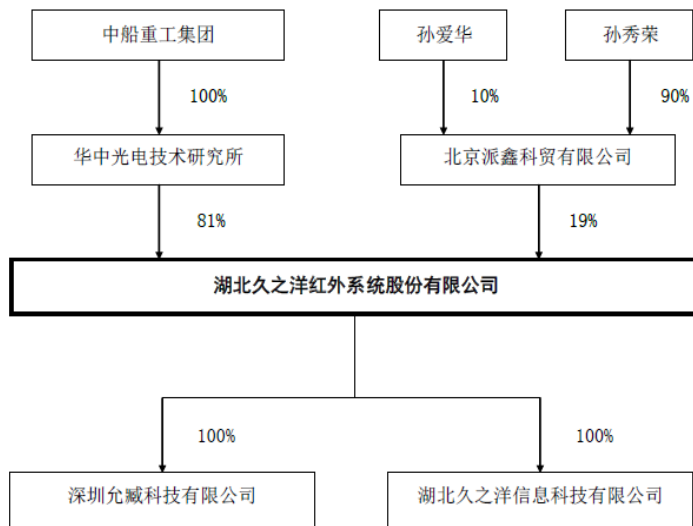 中船重工集团
孙爱华
孙秀荣
100%
10%
90%
华中光电技术研究所
北京派鑫科贸有限公司
81%
19%
湖北久之洋红外系统股份有限公司
100%
100%
深圳允臧科技有限公司
湖北久之洋信息科技有限公司